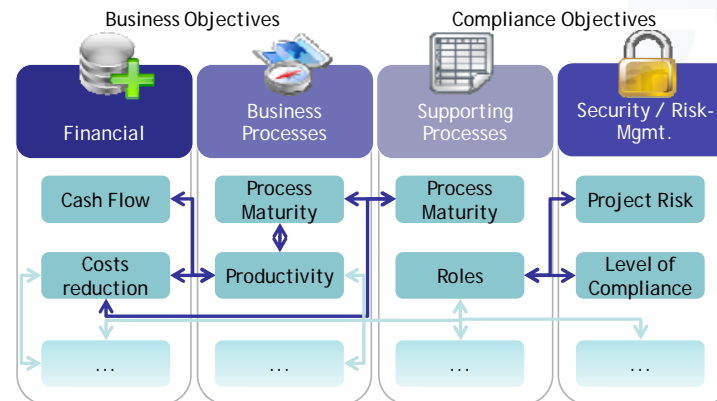 Business Objectives
Compliance Objectives
Financial
Business
Processes
Supporting
Processes
Security / Risk-
Mgmt.
Cash Flow
Process
Maturity
Process
Maturity
Project Risk
Costs
reduction
Productivity
Roles
Level of
Compliance
...
...
...
...